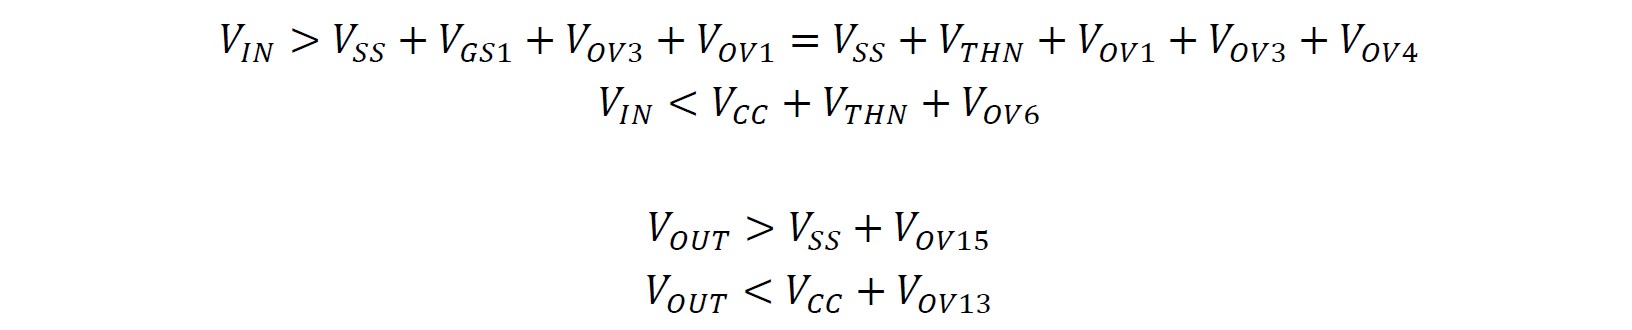 V_IN > V_SS + V_GS1 + V_OV3 + V_OV1 = V_SS + V_THN + V_OV1 + V_OV3 + V_OV4
V_IN < V_CC + V_THN + V_OV6
V_OUT > V_SS + V_OV15
V_OUT < V_CC + V_OV13